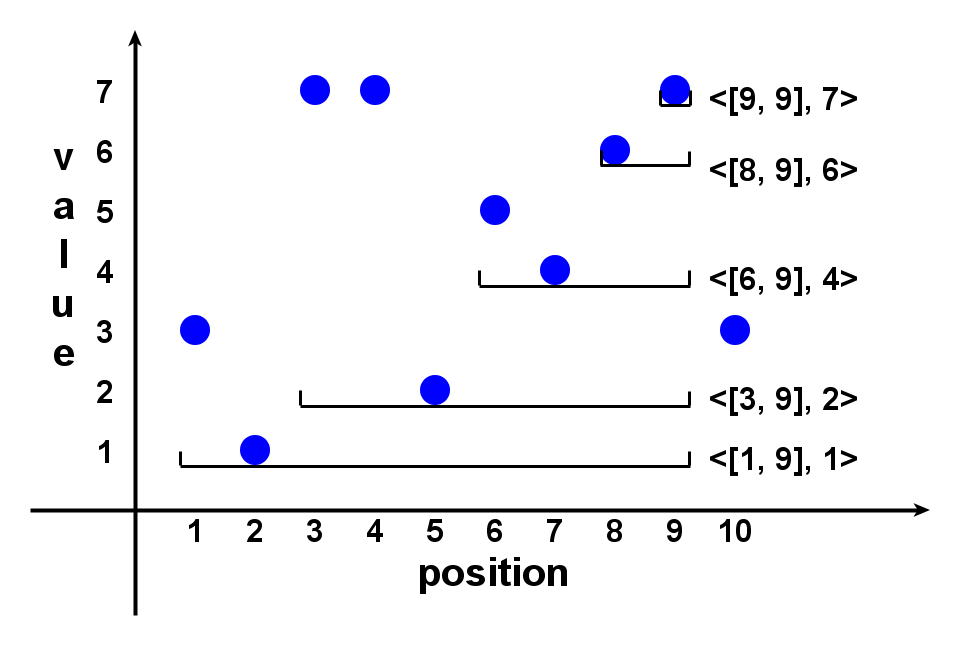 value
7
6
5
4
3
2
1
<[9, 9], 7>
<[8, 9], 6>
<[6, 9], 4>
<[3, 9], 2>
<[1, 9], 1>
1 2 3 4 5 6 7 8 9 10
position